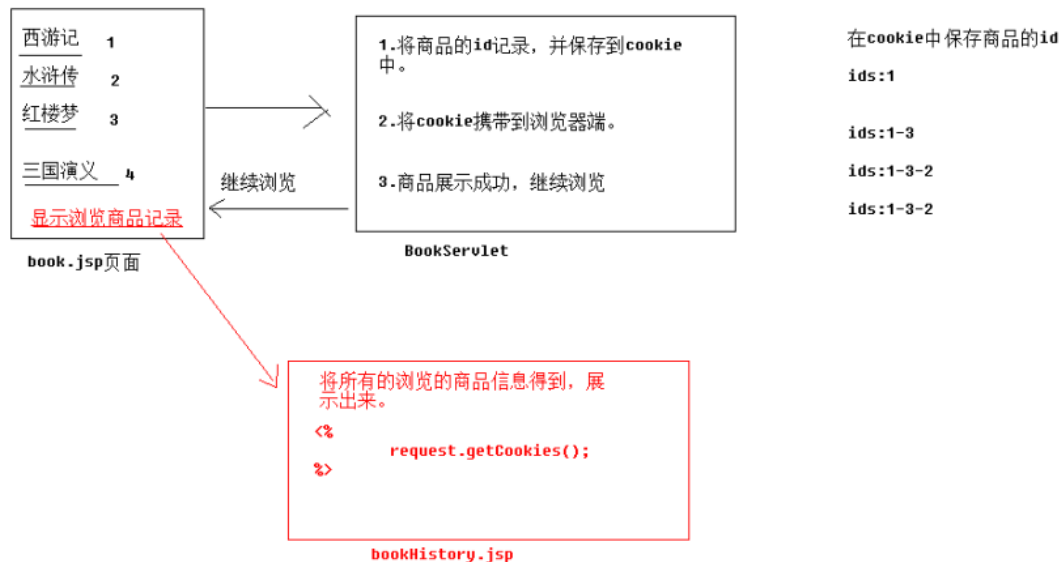 西游记 1
水浒传 2
红楼梦 3
三国演义 4
显示浏览商品记录
book.jsp页面
继续浏览
1.将商品的id记录，并保存到cookie
中。
2.将cookie携带到浏览器端。
3.商品展示成功，继续浏览
BookServlet
在cookie中保存商品的id
ids:1
ids:1-3
ids:1-3-2
ids:1-3-2
将所有的浏览的商品信息得到，展
示出来。
<%
request.getCookies();
%>
bookHistory.jsp